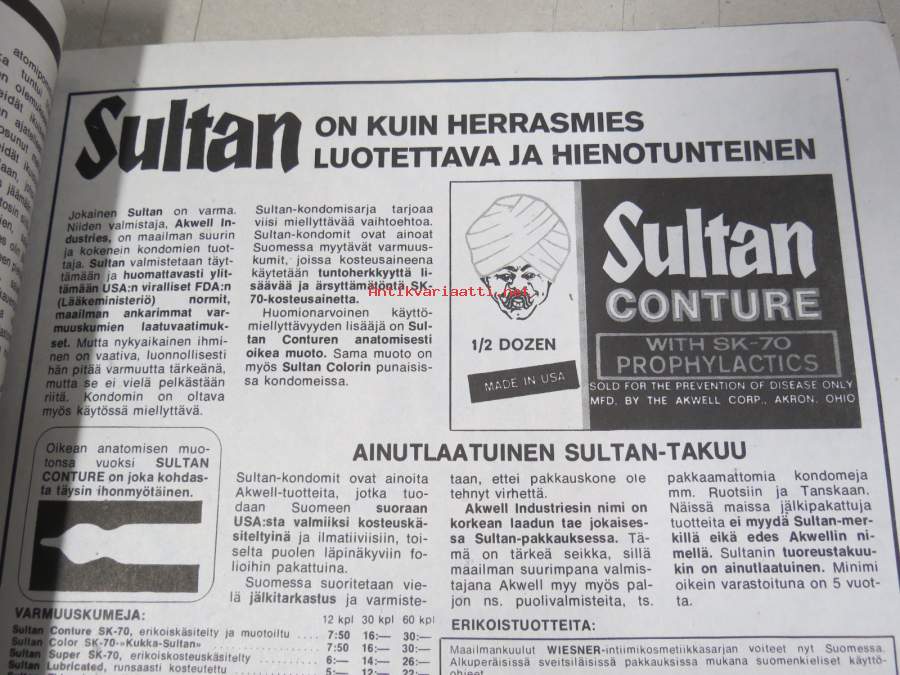 Sultan ON KUIN HERRASMIES
LUOTETTAVA JA HIENOTUNTEINEN
Jokainen Sultan on varma.
Niiden valmistaja, Akwell In-
dustries, on maailman suurin
ja kokenein kondomien tuot-
taja. Sultan valmistetaan täyt-
tämään ja huomattavasti ylit-
tämään USA:n viralliset FDA:n
(Lääkeministeriö) normit,
maailman ankarimmat var-
muuskumien laatuvaatimuk-
set. Mutta nykyaikainen ihmi-
nen on vaativa, luonnollisesti
hän pitää varmuutta tärkeänä,
mutta se ei vielä pelkästään
riitä. Kondomin on oltava
myös käytössä miellyttävä.
Sultan-kondomisarja tarjoaa
viisi miellyttävää vaihtoehtoa.
Sultan-kondomit ovat ainoat
Suomessa myytävät varmuus-
kumit, joissa kosteusaineena
käytetään tuntoherkkyyttä li-
säävää ja ärsyttämätöntä SK-
70-kosteusainetta.
Huomionarvoinen käyttö-
miellyttävyyden lisääjä on Sul-
tan Conturen anatomisesti
oikea muoto. Sama muoto on
myös Sultan Colorin punaisis-
sa kondomeissa.
Antikvariaatti.net
1/2 DOZEN
MADE IN USA
Sultan
CONTURE
WITH SK-70
PROPHYLACTICS
SOLD FOR THE PREVENTION OF DISEASE ONLY
MFD. BY THE AKWELL CORP., AKRON, OHIO
Oikean anatomisen muo-
tonsa vuoksi SULTAN
CONTURE on joka kohdas-
ta täysin ihonmyötäinen.
AINUTLAATUINEN SULTAN-TAKUU
Sultan-kondomit ovat ainoita
Akwell-tuotteita, jotka tuo-
daan Suomeen suoraan
USA:sta valmiiksi kosteuskä-
siteltyinä ja ilmatiiviisiin, toi-
selta puolen läpinäkyviin fo-
lioihin pakattuina.
Suomessa suoritetaan vie-
lä jälkitarkastus ja varmiste-
taan, ettei pakkauskone ole
tehnyt virhettä.
Akwell Industriesin nimi on
korkean laadun tae jokaises-
sa Sultan-pakkauksessa. Tä-
mä on tärkeä seikka, sillä
maailman suurimpana valmis-
tajana Akwell myy myös pal-
jon ns. puolivalmisteita, ts.
pakkaamattomia kondomeja
mm. Ruotsiin ja Tanskaan.
Näissä maissa jälkipakattuja
tuotteita ei myydä Sultan-mer-
killä eikä edes Akwellin ni-
mellä. Sultanin tuoreustakuu-
kin on ainutlaatuinen. Minimi
oikein varastoituna on 5 vuot-
ta.
VARMUUSKUMEJA:
12 kpl 30 kpl 60 kpl
Sultan Conture SK-70, erikoiskäsitelty ja muotoiltu 7:50 16:— 30:—
Sultan Color SK-70-»Kukka-Sultan» 7:50 16:— 30:—
Sultan Super SK-70, erikoiskosteuskäsitelty 6:— 14:— 26:—
Sultan Lubricated, runsaasti kosteutettu 5:— 12:— 22:—
ERIKOISTUOTTEITA:
Maailmankuulut WIESNER-intiimikosmetiikkasarjan voiteet nyt Suomessa.
Alkuperäisissä sveitsiläisissä pakkauksissa mukana suomenkieliset käyttö-
ohjeet